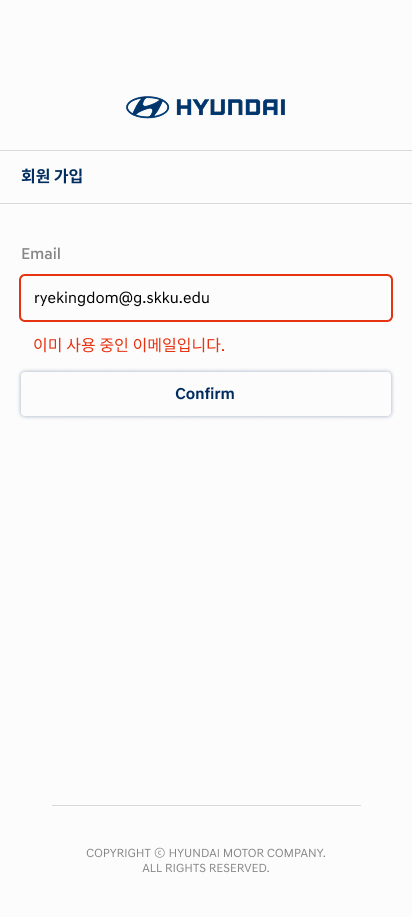 HYUNDAI
회원 가입
Email
ryekingdom@g.skku.edu
이미 사용 중인 이메일입니다.
Confirm
COPYRIGHT ⓒ HYUNDAI MOTOR COMPANY.
ALL RIGHTS RESERVED.